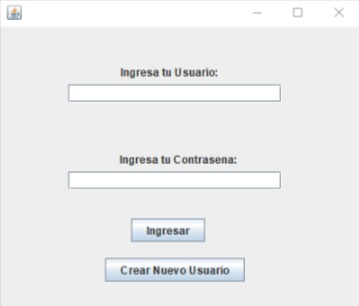 Ingresa tu Usuario:
Ingresa tu Contrasena:
Ingresar
Crear Nuevo Usuario